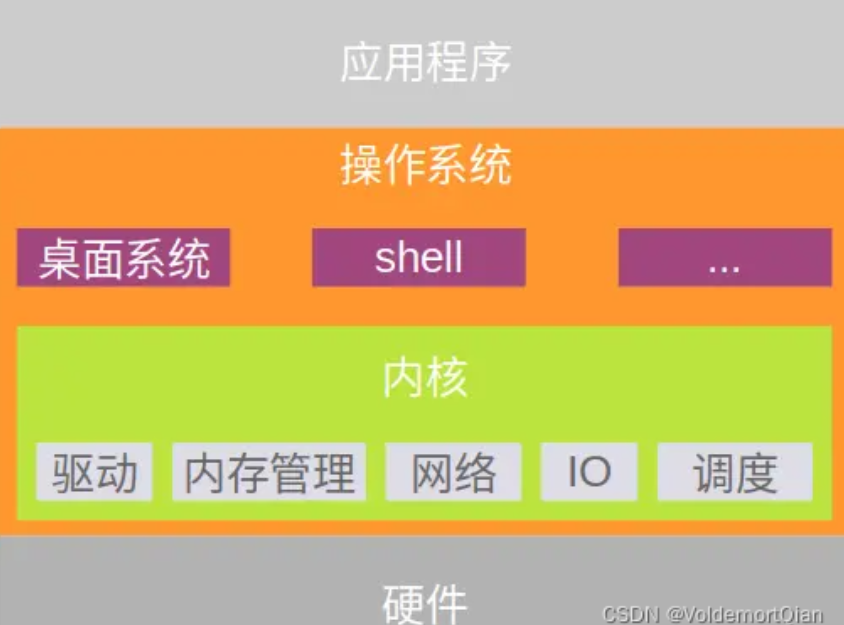 应用程序
操作系统
桌面系统 shell ...
内核
驱动 内存管理 网络 IO 调度
硬件
CSDN @VoldemortQian